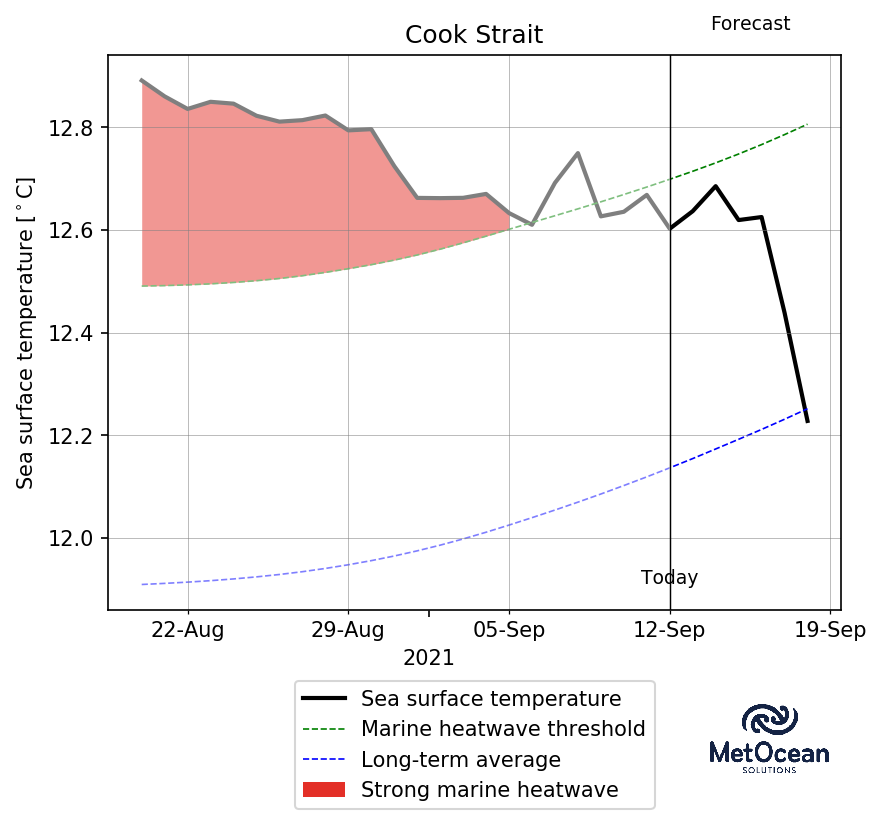 Forecast
Cook Strait
Sea surface temperature [°C]
12.8
12.6
12.4
12.2
12.0
Today
22-Aug
29-Aug
05-Sep
12-Sep
19-Sep
2021
Sea surface temperature
Marine heatwave threshold
Long-term average
Strong marine heatwave
MetOcean
SOLUTIONS